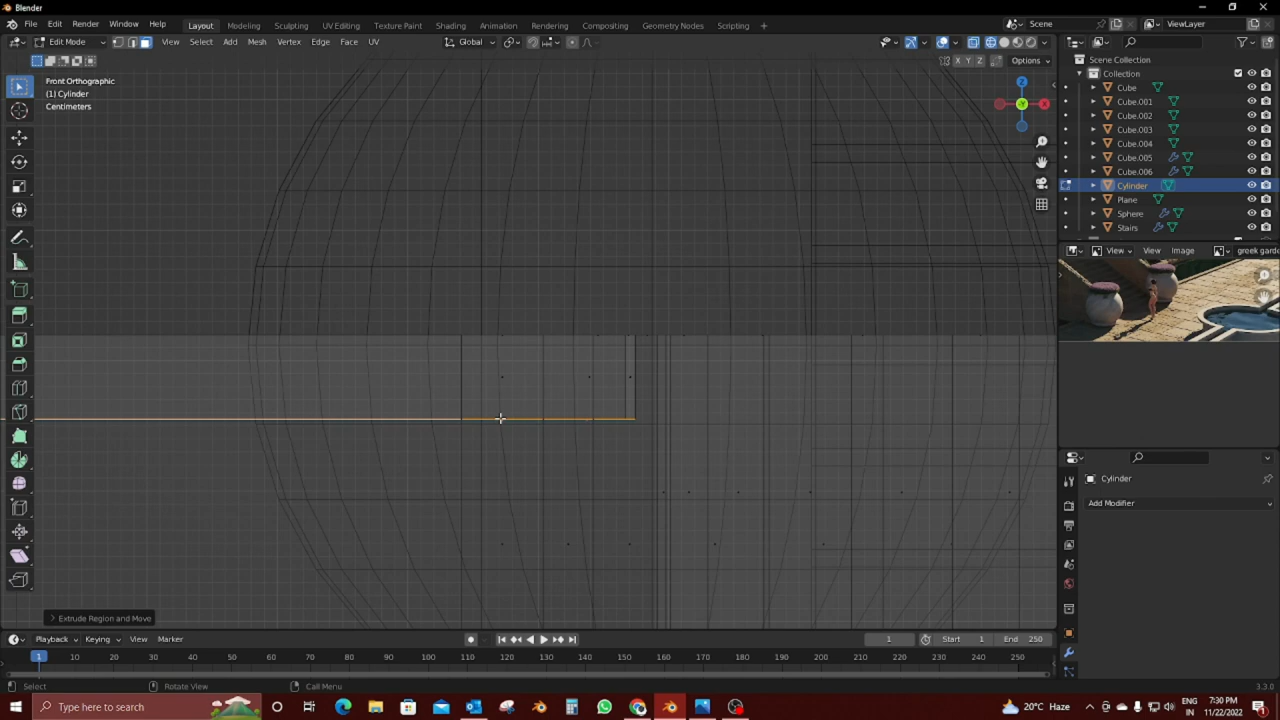 Blender
File Edit Render Window Help Layout Modeling Sculpting UV Editing Texture Paint Shading Animation Rendering Compositing Geometry Nodes Scripting + Scene ViewLayer
Edit Mode View Select Add Mesh Vertex Edge Face UV Global
X Y Z Options
Front Orthographic
(1) Cylinder
Centimeters
Z
Y
X
Scene Collection
Collection
Cube
Cube.001
Cube.002
Cube.003
Cube.004
Cube.005
Cube.006
Cylinder
Plane
Sphere
Stairs
View View Image greek garde
Cylinder
Add Modifier
Extrude Region and Move
Playback Keying View Marker 1 Start 1 End 250
1 10 20 30 40 50 60 70 80 90 100 110 120 130 140 150 160 170 180 190 200 210 220 230 240 250
Select Rotate View Call Menu 3.3.0
Type here to search 20°C Haze ENG IN 7:30 PM 11/22/2022